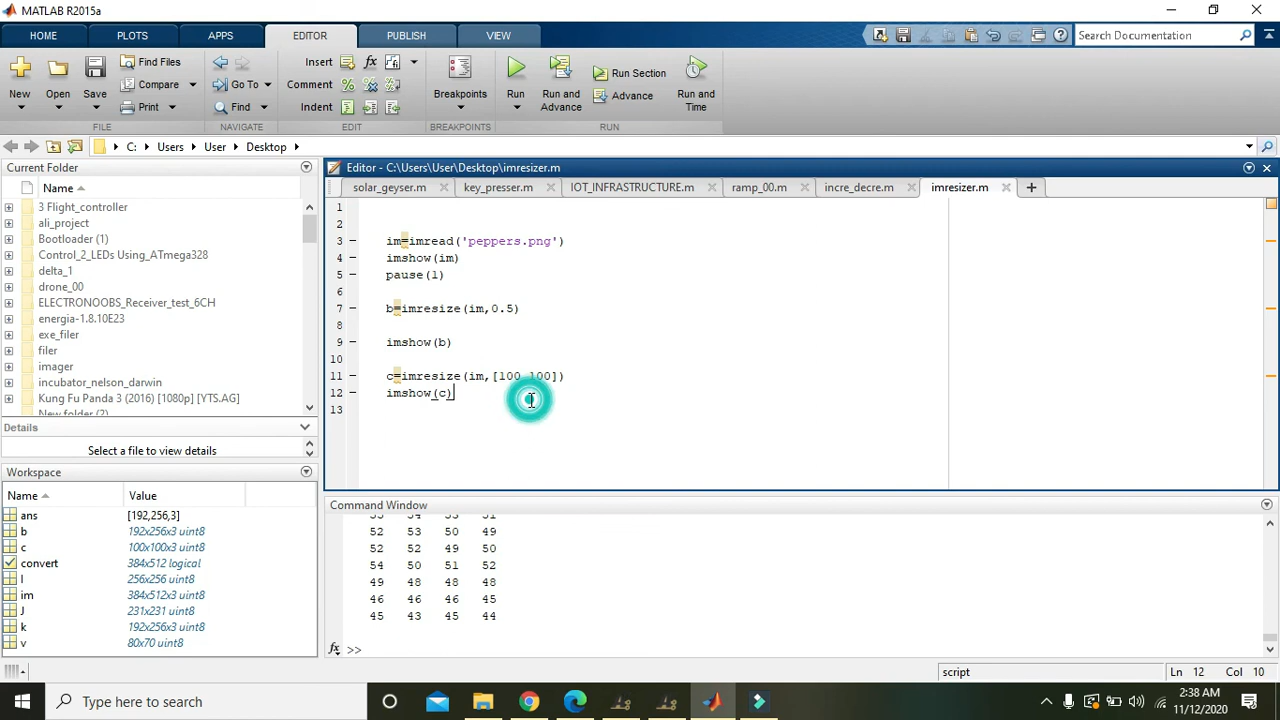 MATLAB R2015a
HOME PLOTS APPS EDITOR PUBLISH VIEW Search Documentation
New Open Save Find Files Compare Print Go To Find Insert fx Comment % Indent Breakpoints Run Run and Advance Run Section Advance Run and Time
FILE NAVIGATE EDIT BREAKPOINTS RUN
C: Users User Desktop
Current Folder
Name
3 Flight_controller
ali_project
Bootloader (1)
Control_2_LEDs Using_ATmega328
delta_1
drone_00
ELECTRONOOBS_Receiver_test_6CH
energia-1.8.10E23
exe_filer
filer
imager
incubator_nelson_darwin
Kung Fu Panda 3 (2016) [1080p] [YTS.AG]
New folder (2)
Details
Select a file to view details
Workspace
Name Value
ans [192,256,3]
b 192x256x3 uint8
c 100x100x3 uint8
convert 384x512 logical
I 256x256 uint8
im 384x512x3 uint8
J 231x231 uint8
k 192x256x3 uint8
v 80x70 uint8
Editor - C:\Users\User\Desktop\imresizer.m
solar_geyser.m key_presser.m IOT_INFRASTRUCTURE.m ramp_00.m incre_decre.m imresizer.m
1
2
3 im=imread('peppers.png')
4 imshow(im)
5 pause(1)
6
7 b=imresize(im,0.5)
8
9 imshow(b)
10
11 c=imresize(im,[100 100])
12 imshow(c)
13
Command Window
53 54 53 51
52 53 50 49
52 52 49 50
54 50 51 52
49 48 48 48
46 46 46 45
45 43 45 44
fx >>
script Ln 12 Col 10
Type here to search
2:38 AM
11/12/2020